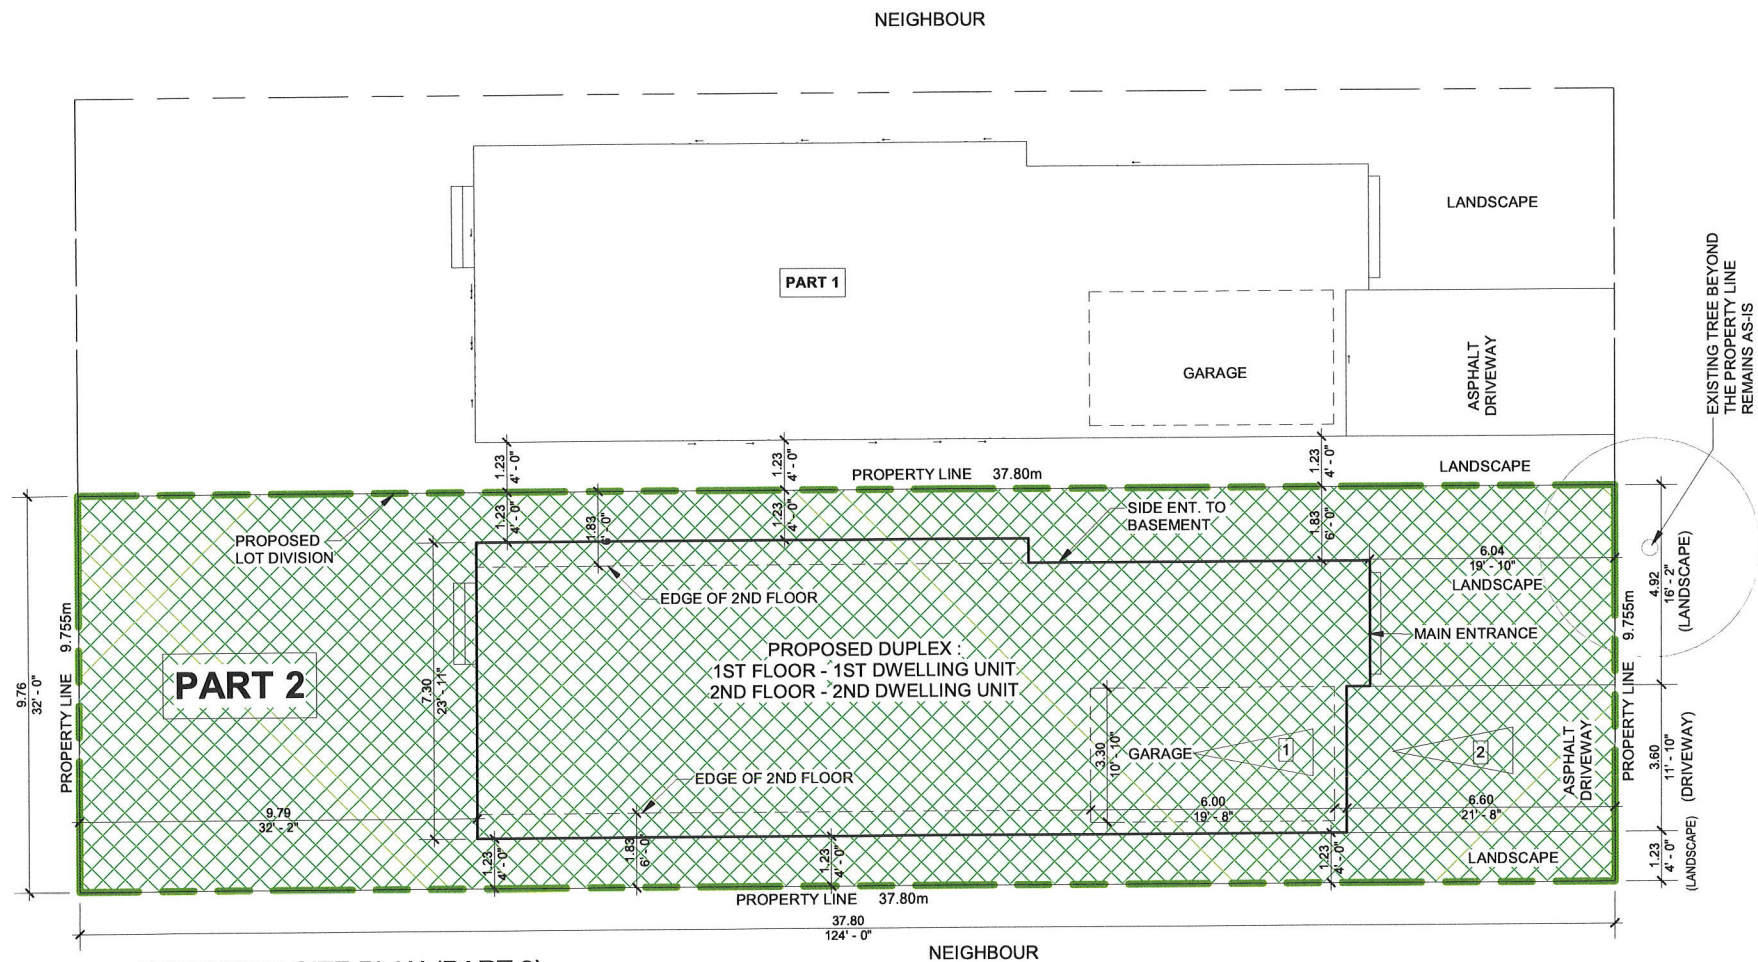 NEIGHBOUR
LANDSCAPE
PART 1
GARAGE
ASPHALT
DRIVEWAY
EXISTING TREE BEYOND
THE PROPERTY LINE
REMAINS AS-IS
1.23
4' - 0"
1.23
4' - 0"
1.23
4' - 0"
PROPERTY LINE 37.80m
LANDSCAPE
1.23
4' - 0"
1.83
6' - 0"
1.23
4' - 0"
SIDE ENT. TO
BASEMENT
1.83
6' - 0"
PROPOSED
LOT DIVISION
6.04
19' - 10"
LANDSCAPE
4.92
16' - 2"
(LANDSCAPE)
EDGE OF 2ND FLOOR
MAIN ENTRANCE
PROPERTY LINE 9.755m
PROPERTY LINE 9.755m
9.76
32' - 0"
PART 2
7.30
23' - 11"
PROPOSED DUPLEX :
1ST FLOOR - 1ST DWELLING UNIT
2ND FLOOR - 2ND DWELLING UNIT
3.30
10' - 10"
GARAGE
1
2
ASPHALT
DRIVEWAY
3.60
11' - 10"
(DRIVEWAY)
EDGE OF 2ND FLOOR
9.79
32' - 2"
6.00
19' - 8"
6.60
21' - 8"
1.23
4' - 0"
1.83
6' - 0"
1.23
4' - 0"
1.23
4' - 0"
LANDSCAPE
1.23
4' - 0"
(LANDSCAPE)
PROPERTY LINE 37.80m
37.80
124' - 0"
NEIGHBOUR